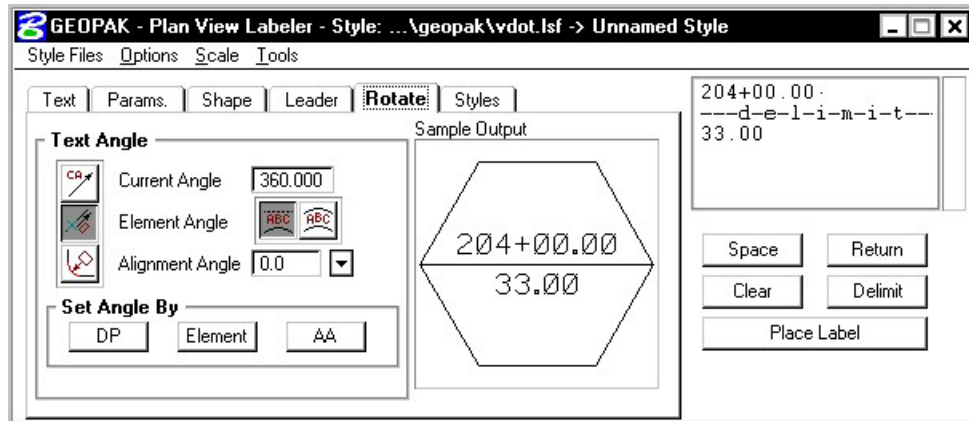 GEOPAK - Plan View Labeler - Style: ...\geopak\vdot.lsf -> Unnamed Style
Style Files Options Scale Tools
Text Params. Shape Leader Rotate Styles
Text Angle
CA
Current Angle 360.000
Element Angle ABC ABC
Alignment Angle 0.0
Set Angle By
DP Element AA
Sample Output
204+00.00
33.00
204+00.00
---d-e-l-i-m-i-t---
33.00
Space Return
Clear Delimit
Place Label